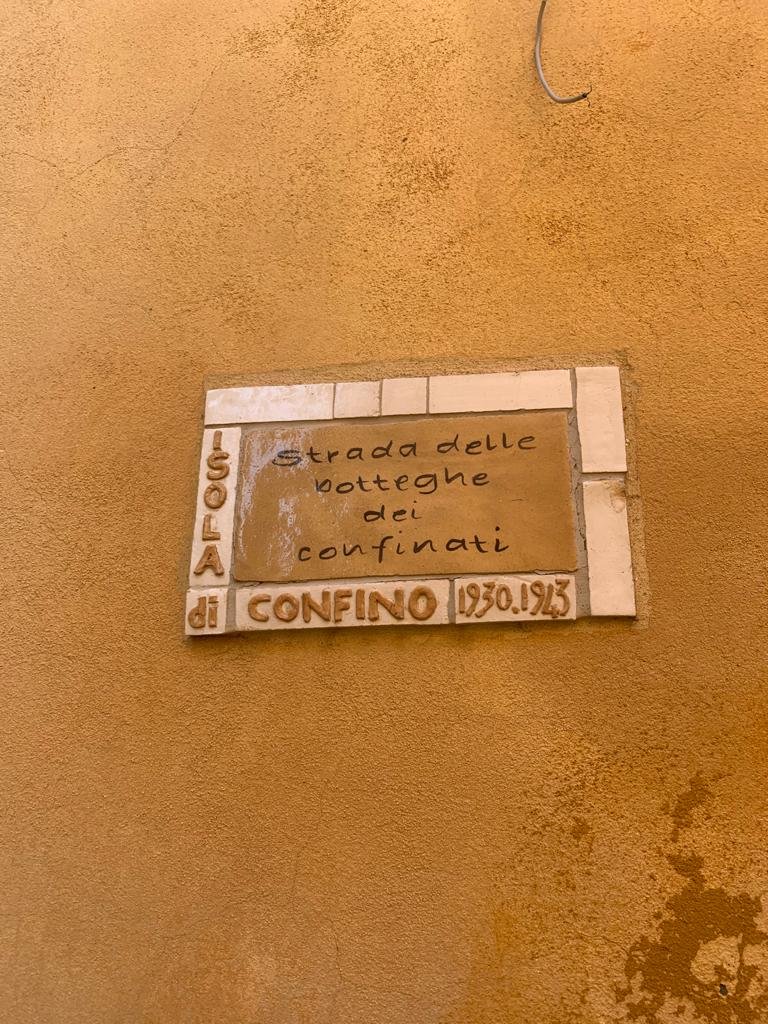 strada delle
botteghe
dei
confinati
ISOLA
di
CONFINO 1930.1943